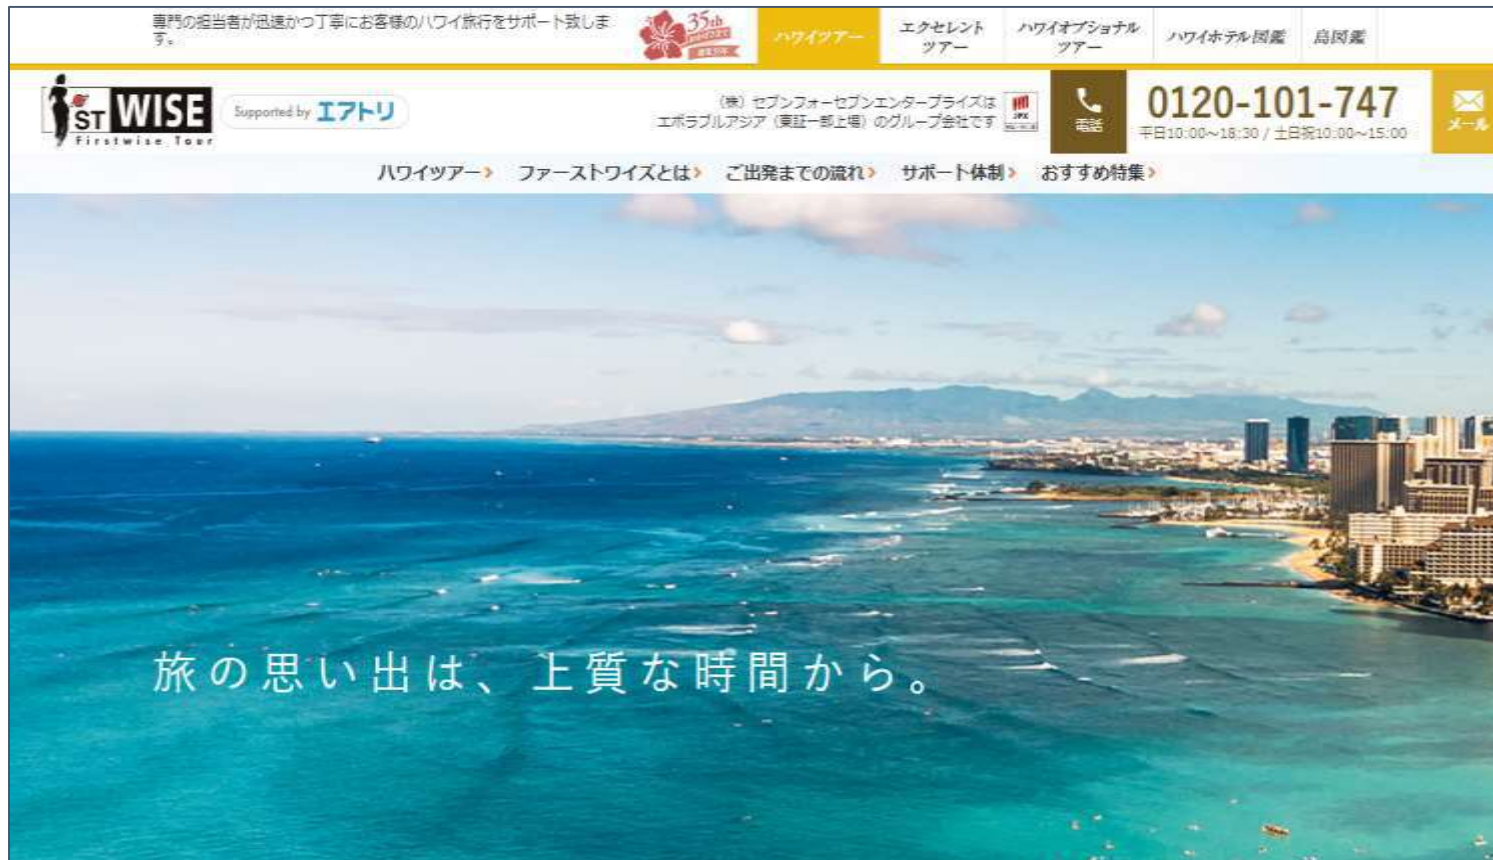 専門の担当者が迅速かつ丁寧にお客様のハワイ旅行をサポート致しま
す。
35th
ハワイツアー
エクセレント
ツアー
ハワイオプショナル
ツアー
ハワイホテル図鑑
島図鑑
1ST WISE
Firstwise Tour
Supported by エアトリ
(株)セブンフォーセブンエンタープライズは
エボラブルアジア(東証一部上場)のグループ会社です
JPX
電話
0120-101-747
平日10:00～18:30 / 土日祝10:00～15:00
メール
ハワイツアー› ファーストワイズとは› ご出発までの流れ› サポート体制› おすすめ特集›
旅の思い出は、上質な時間から。